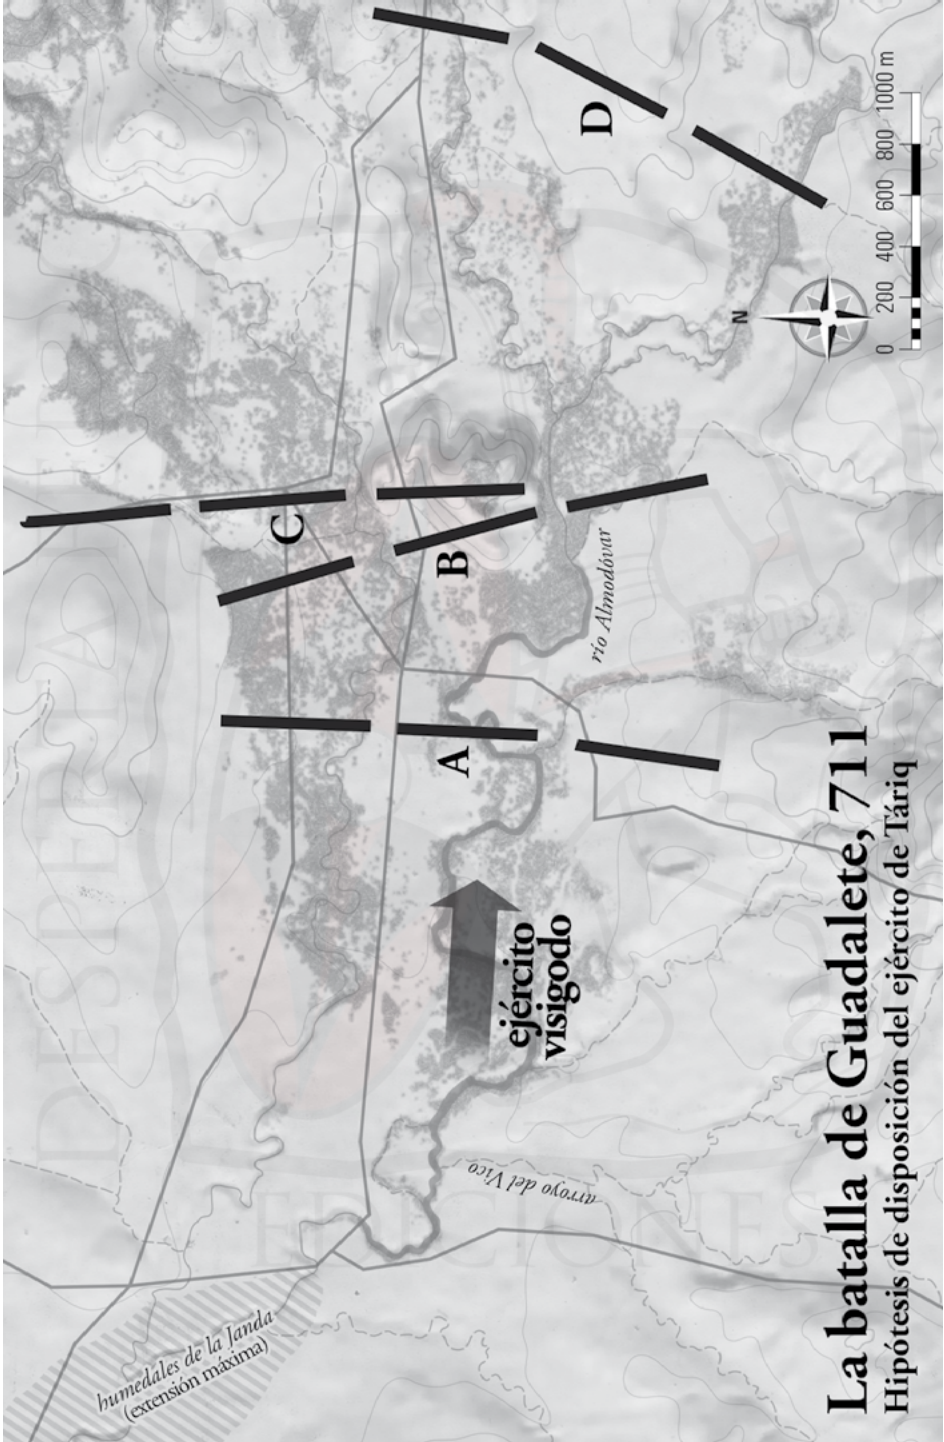 DESPERTA FERRO
EDICIONES
humedales de la Janda
(extensión máxima)
arroyo del Vico
ejército
visigodo
A
río Almodóvar
B
C
D
N
0 200 400 600 800 1000 m
La batalla de Guadalete, 711
Hipótesis de disposición del ejército de Táriq